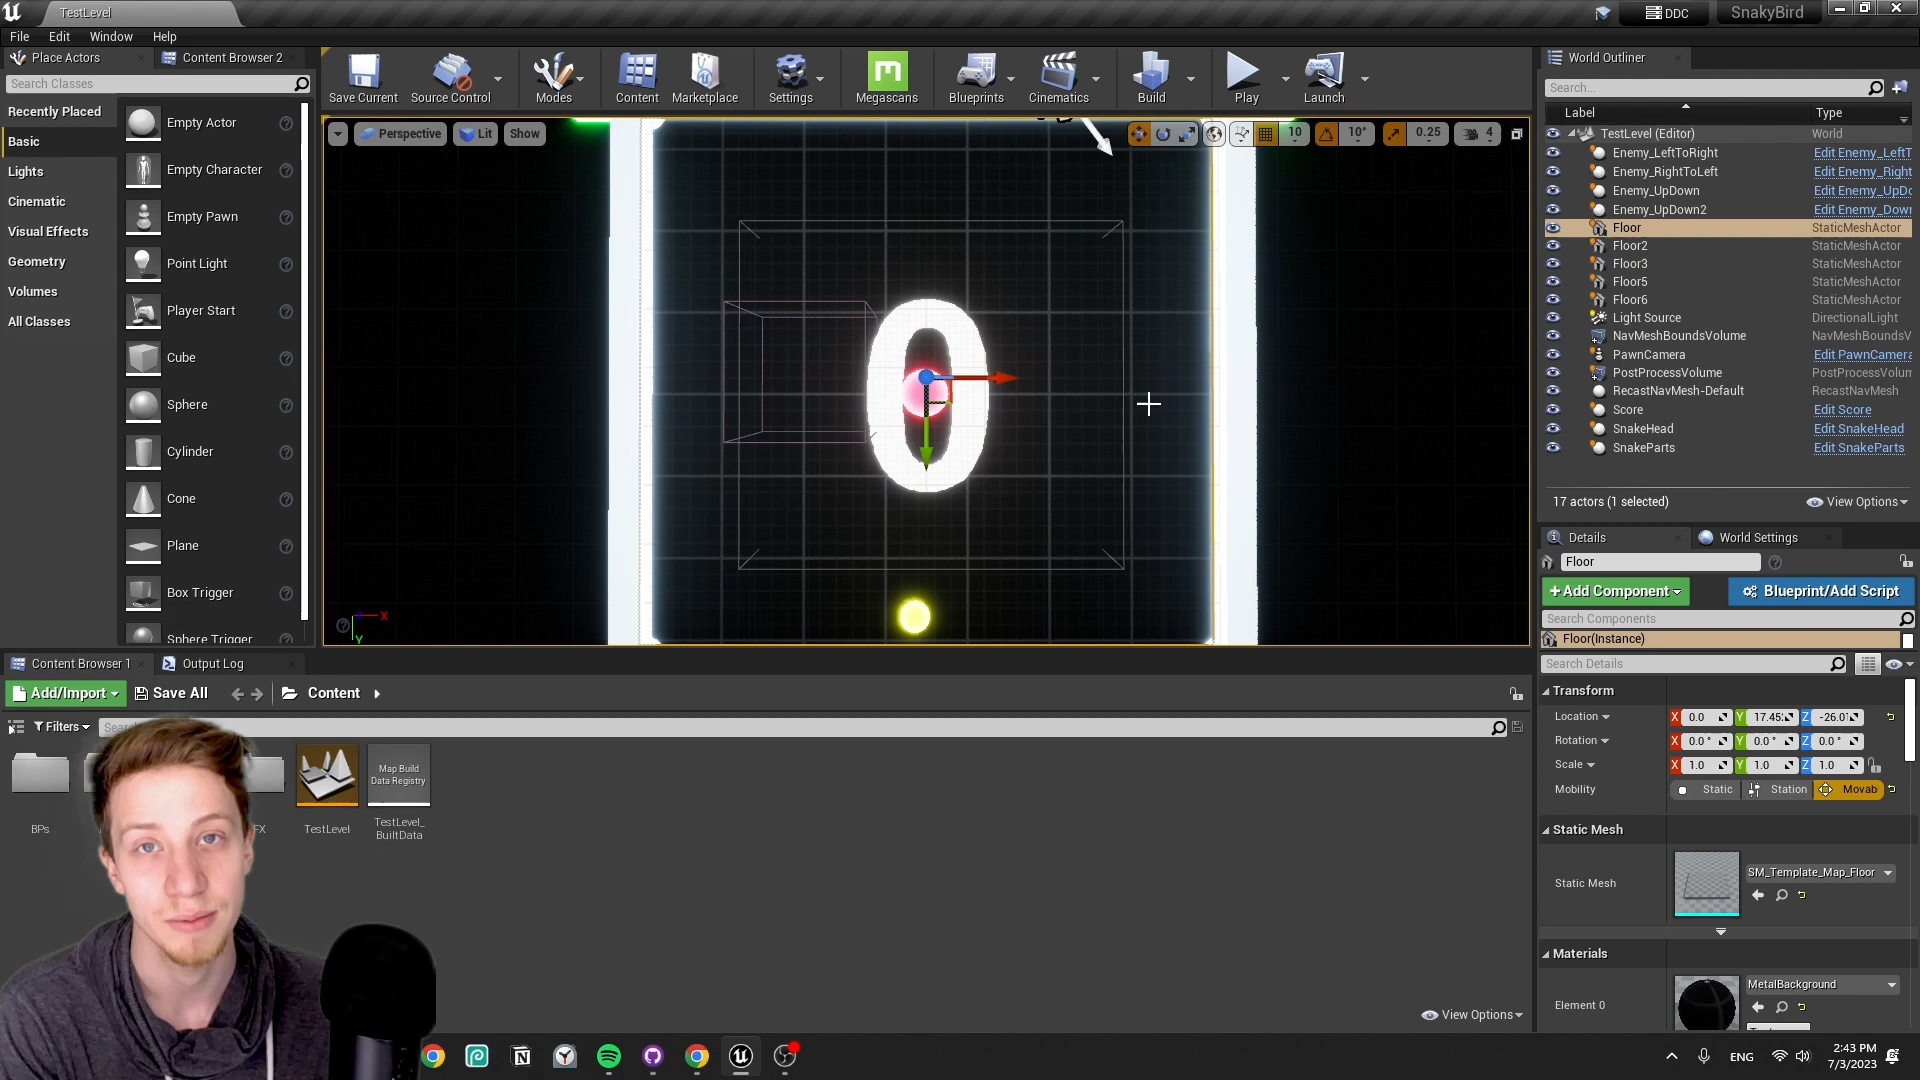 TestLevel
DDC
SnakyBird
File Edit Window Help
Place Actors
Content Browser 2
Search Classes
Recently Placed
Basic
Lights
Cinematic
Visual Effects
Geometry
Volumes
All Classes
Empty Actor
Empty Character
Empty Pawn
Point Light
Player Start
Cube
Sphere
Cylinder
Cone
Plane
Box Trigger
Sphere Trigger
Save Current
Source Control
Modes
Content
Marketplace
Settings
Megascans
Blueprints
Cinematics
Build
Play
Launch
Perspective
Lit
Show
10
10°
0.25
4
0
X
Y
World Outliner
Search...
Label Type
TestLevel (Editor) World
Enemy_LeftToRight Edit Enemy_LeftT
Enemy_RightToLeft Edit Enemy_Right
Enemy_UpDown Edit Enemy_UpDo
Enemy_UpDown2 Edit Enemy_Down
Floor StaticMeshActor
Floor2 StaticMeshActor
Floor3 StaticMeshActor
Floor5 StaticMeshActor
Floor6 StaticMeshActor
Light Source DirectionalLight
NavMeshBoundsVolume NavMeshBoundsV
PawnCamera Edit PawnCamera
PostProcessVolume PostProcessVolum
RecastNavMesh-Default RecastNavMesh
Score Edit Score
SnakeHead Edit SnakeHead
SnakeParts Edit SnakeParts
17 actors (1 selected)
View Options
Details
World Settings
Floor
+Add Component
Blueprint/Add Script
Search Components
Floor(Instance)
Search Details
Transform
Location X 0.0 Y 17.45 Z -26.01
Rotation X 0.0 ° Y 0.0 ° Z 0.0 °
Scale X 1.0 Y 1.0 Z 1.0
Mobility Static Station Movab
Static Mesh
Static Mesh
SM_Template_Map_Floor
Materials
Element 0
MetalBackground
Content Browser 1
Output Log
Add/Import
Save All
Content
Filters
BPs
FX
TestLevel
Map Build
Data Registry
TestLevel_
BuiltData
View Options
ENG
2:43 PM
7/3/2023